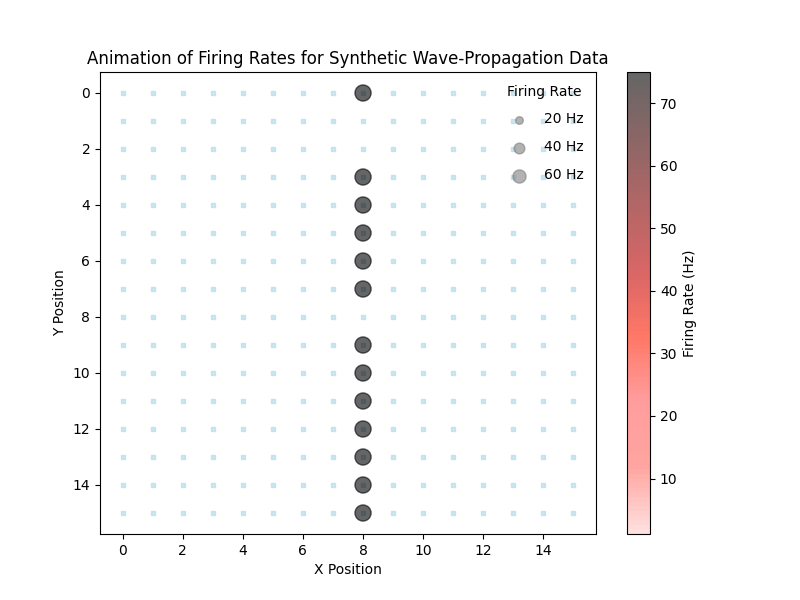 Animation of Firing Rates for Synthetic Wave-Propagation Data
Firing Rate
20 Hz
40 Hz
60 Hz
0
2
4
6
8
10
12
14
Y Position
0 2 4 6 8 10 12 14
X Position
70
60
50
40
30
20
10
Firing Rate (Hz)